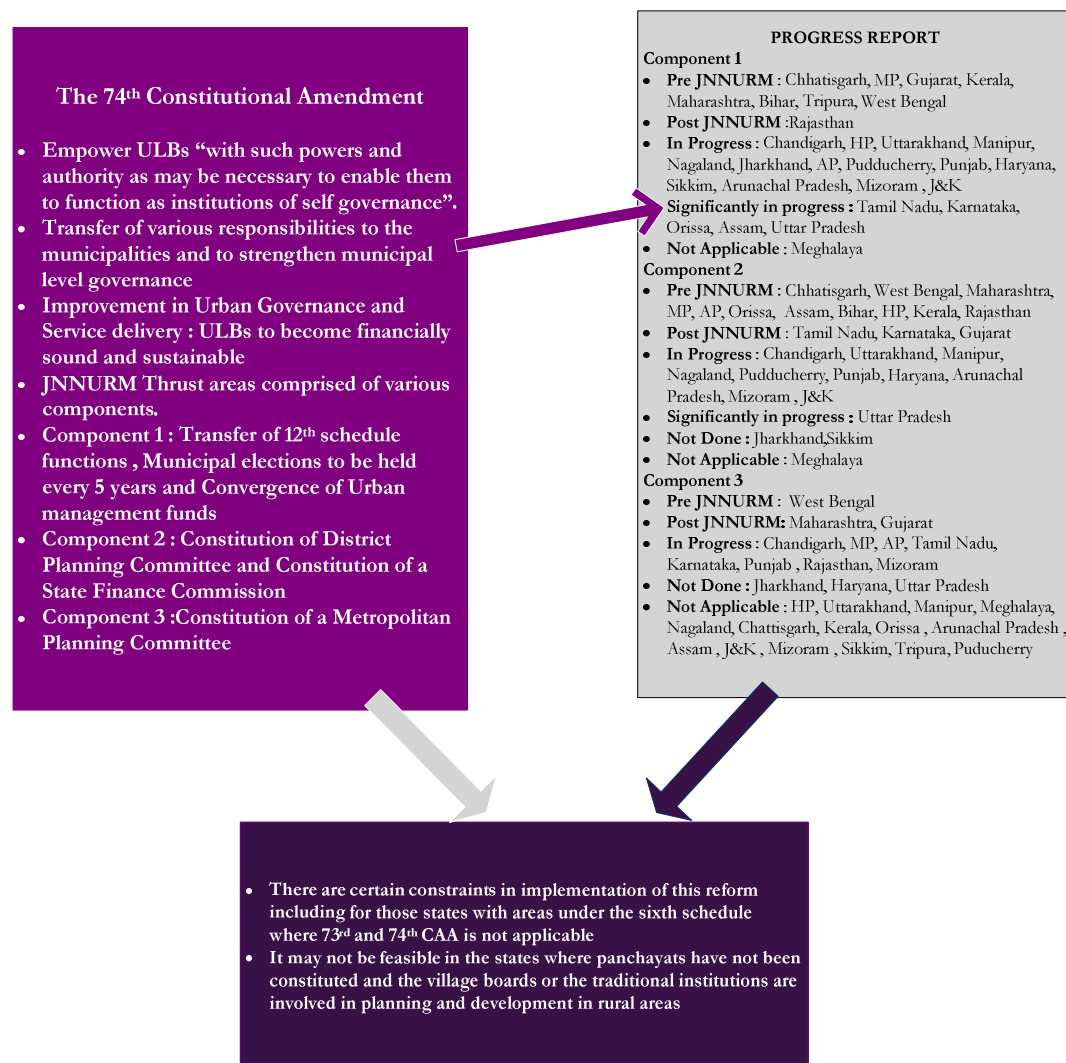 The 74th Constitutional Amendment
• Empower ULBs “with such powers and
authority as may be necessary to enable them
to function as institutions of self governance”.
• Transfer of various responsibilities to the
municipalities and to strengthen municipal
level governance
• Improvement in Urban Governance and
Service delivery : ULBs to become financially
sound and sustainable
• JNNURM Thrust areas comprised of various
components.
• Component 1 : Transfer of 12th schedule
functions , Municipal elections to be held
every 5 years and Convergence of Urban
management funds
• Component 2 : Constitution of District
Planning Committee and Constitution of a
State Finance Commission
• Component 3 :Constitution of a Metropolitan
Planning Committee
PROGRESS REPORT
Component 1
• Pre JNNURM : Chhatisgarh, MP, Gujarat, Kerala,
Maharashtra, Bihar, Tripura, West Bengal
• Post JNNURM :Rajasthan
• In Progress : Chandigarh, HP, Uttarakhand, Manipur,
Nagaland, Jharkhand, AP, Pudducherry, Punjab, Haryana,
Sikkim, Arunachal Pradesh, Mizoram , J&K
• Significantly in progress : Tamil Nadu, Karnataka,
Orissa, Assam, Uttar Pradesh
• Not Applicable : Meghalaya
Component 2
• Pre JNNURM : Chhatisgarh, West Bengal, Maharashtra,
MP, AP, Orissa, Assam, Bihar, HP, Kerala, Rajasthan
• Post JNNURM : Tamil Nadu, Karnataka, Gujarat
• In Progress : Chandigarh, Uttarakhand, Manipur,
Nagaland, Pudducherry, Punjab, Haryana, Arunachal
Pradesh, Mizoram , J&K
• Significantly in progress : Uttar Pradesh
• Not Done : Jharkhand,Sikkim
• Not Applicable : Meghalaya
Component 3
• Pre JNNURM : West Bengal
• Post JNNURM: Maharashtra, Gujarat
• In Progress : Chandigarh, MP, AP, Tamil Nadu,
Karnataka, Punjab , Rajasthan, Mizoram
• Not Done : Jharkhand, Haryana, Uttar Pradesh
• Not Applicable : HP, Uttarakhand, Manipur, Meghalaya,
Nagaland, Chattisgarh, Kerala, Orissa , Arunachal Pradesh ,
Assam , J&K , Mizoram , Sikkim, Tripura, Puducherry
• There are certain constraints in implementation of this reform
including for those states with areas under the sixth schedule
where 73rd and 74th CAA is not applicable
• It may not be feasible in the states where panchayats have not been
constituted and the village boards or the traditional institutions are
involved in planning and development in rural areas